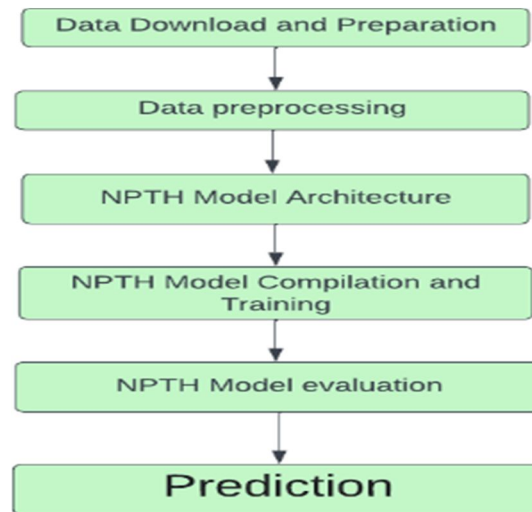 Data Download and Preparation
Data preprocessing
NPTH Model Architecture
NPTH Model Compilation and
Training
NPTH Model evaluation
Prediction